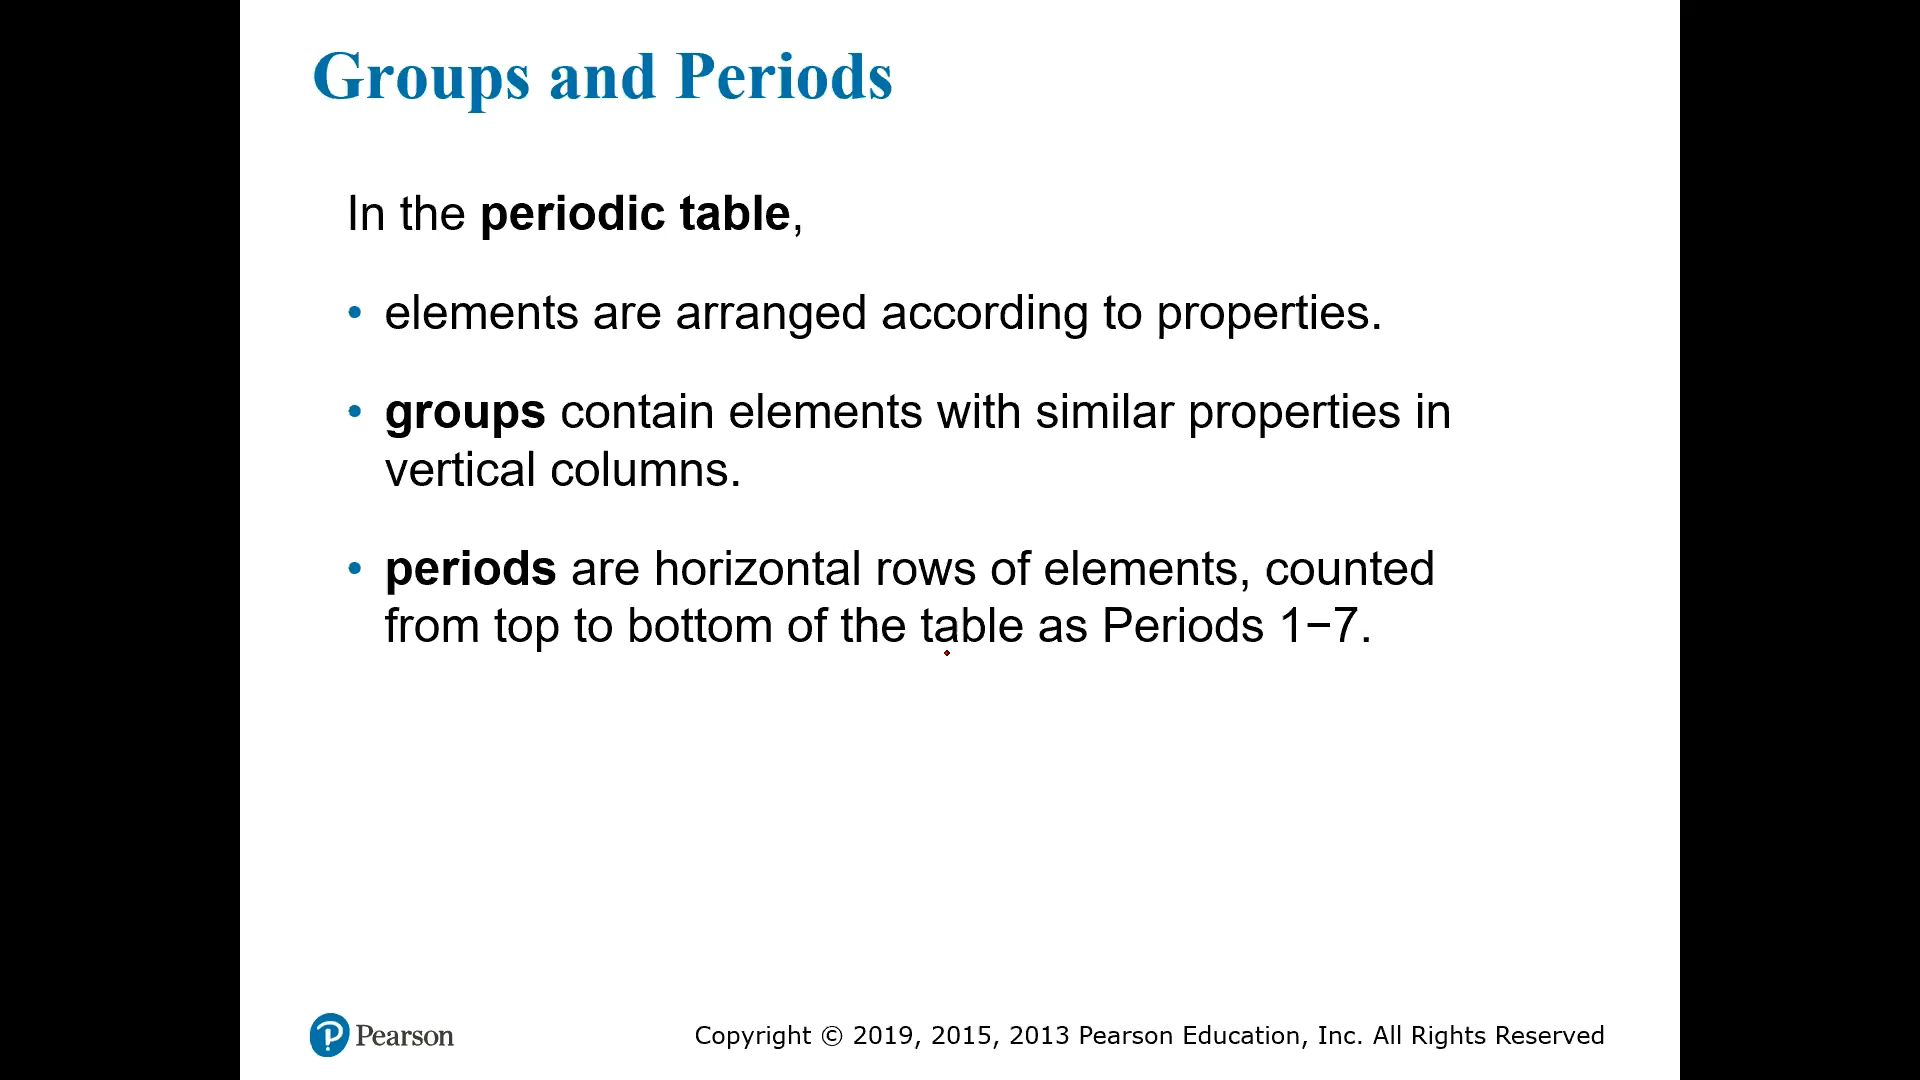 Groups and Periods
In the periodic table,
• elements are arranged according to properties.
• groups contain elements with similar properties in
vertical columns.
• periods are horizontal rows of elements, counted
from top to bottom of the table as Periods 1−7.
Pearson
Copyright © 2019, 2015, 2013 Pearson Education, Inc. All Rights Reserved